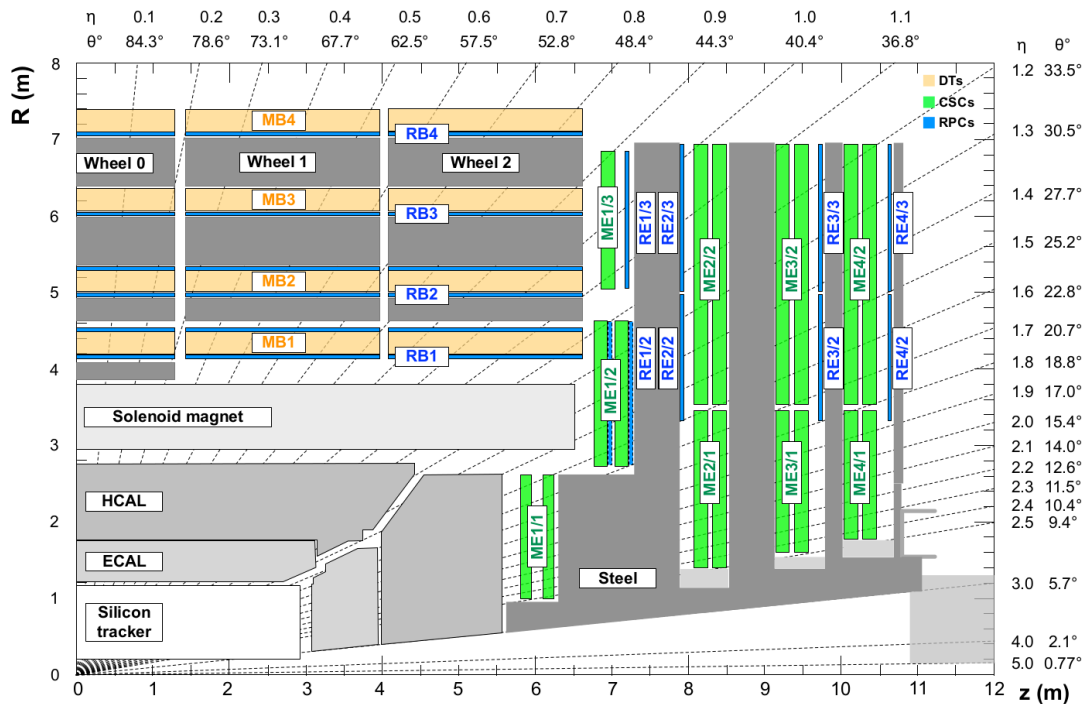 η 0.1 0.2 0.3 0.4 0.5 0.6 0.7 0.8 0.9 1.0 1.1
θ° 84.3° 78.6° 73.1° 67.7° 62.5° 57.5° 52.8° 48.4° 44.3° 40.4° 36.8° η θ°
R (m)
8
7
6
5
4
3
2
1
0
1.2 33.5°
1.3 30.5°
1.4 27.7°
1.5 25.2°
1.6 22.8°
1.7 20.7°
1.8 18.8°
1.9 17.0°
2.0 15.4°
2.1 14.0°
2.2 12.6°
2.3 11.5°
2.4 10.4°
2.5 9.4°
3.0 5.7°
4.0 2.1°
5.0 0.77°
DTs
CSCs
RPCs
MB4
RB4
Wheel 0 Wheel 1 Wheel 2
MB3
RB3
MB2
RB2
MB1
RB1
ME1/3
RE1/3
RE2/3
ME2/2
ME3/2
RE3/3
ME4/2
RE4/3
ME1/2
RE1/2
RE2/2
RE3/2
RE4/2
Solenoid magnet
HCAL
ECAL
Silicon
tracker
ME1/1
ME2/1
ME3/1
ME4/1
Steel
0 1 2 3 4 5 6 7 8 9 10 11 12
z (m)